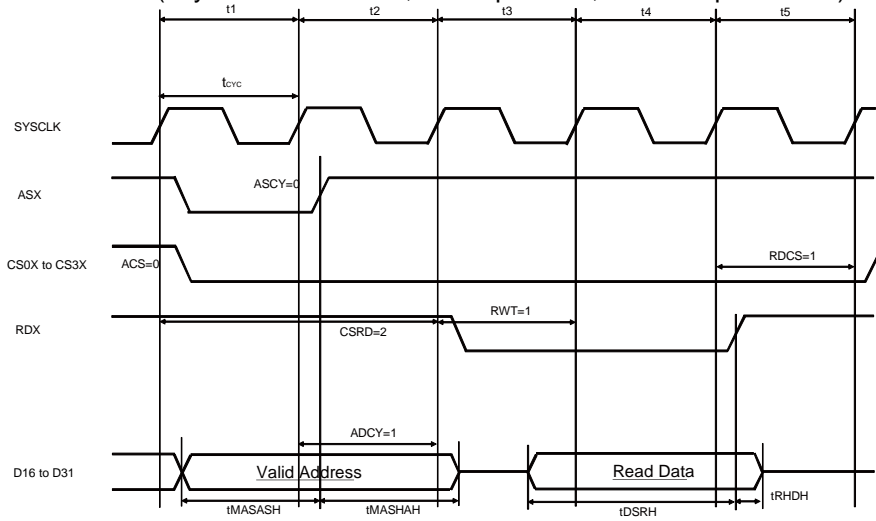 t1 t2 t3 t4 t5
tCYC
SYSCLK
ASX
ASCY=0
CS0X to CS3X
ACS=0
RDCS=1
RDX
RWT=1
CSRD=2
ADCY=1
D16 to D31
Valid Address
Read Data
tMASASH
tMASHAH
tDSRH
tRHDH